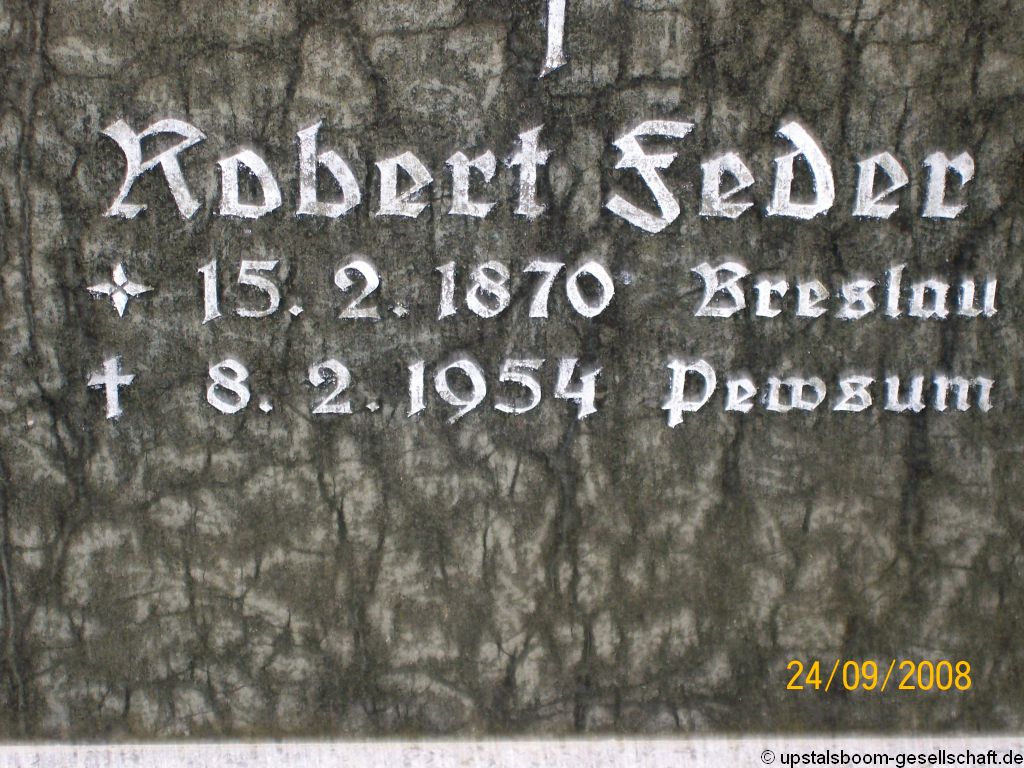 Robert Feder
15. 2. 1870 Breslau
† 8. 2. 1954 Pewsum
24/09/2008
© upstalsboom-gesellschaft.de